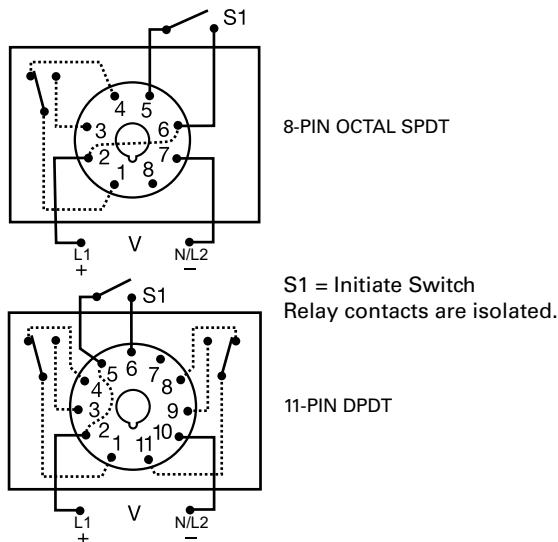 S1
4 5
3 6
2 7
1 8
8-PIN OCTAL SPDT
L1 V N/L2
+ –
S1 = Initiate Switch
Relay contacts are isolated.
S1
5 6 7
4 8
3 9
2 10
1 11
11-PIN DPDT
L1 V N/L2
+ –